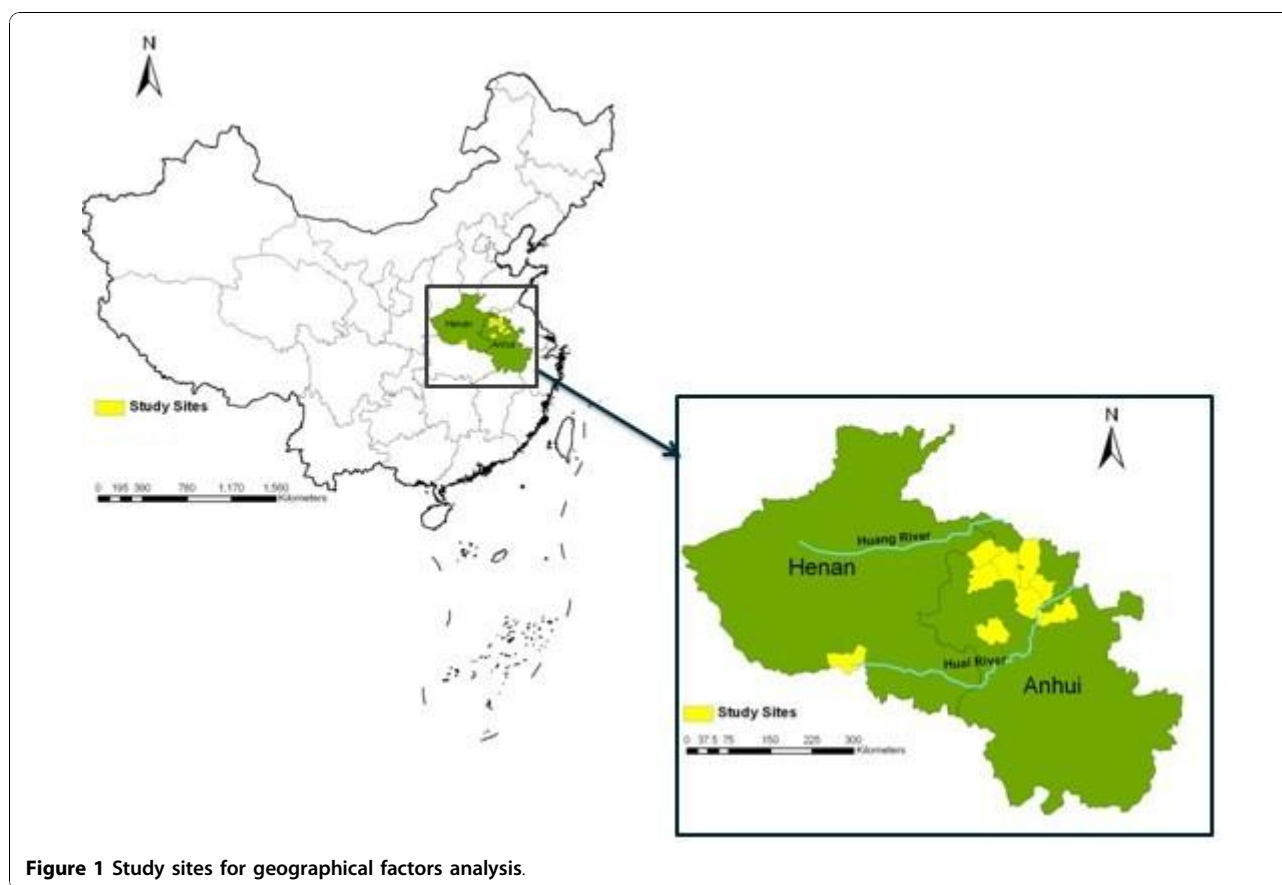 N
Henan
Anhui
Study Sites
0 195 390 780 1,170 1,560
Kilometers
N
Huang River
Henan
Huai River
Anhui
Study Sites
0 37.5 75 150 225 300
Kilometers
Figure 1 Study sites for geographical factors analysis.